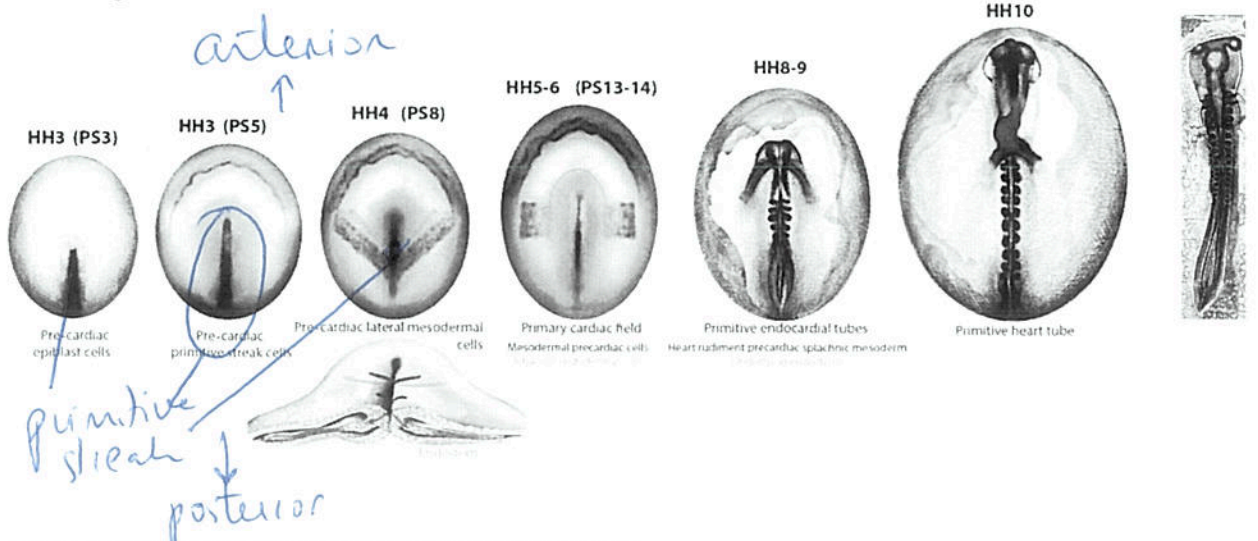 anterior
HH3 (PS3)
HH3 (PS5)
HH4 (PS8)
HH5-6 (PS13-14)
HH8-9
HH10
Pre-cardiac
epiblast cells
Pre-cardiac
primitive streak cells
Pre-cardiac lateral mesodermal
cells
Primary cardiac field
Mesodermal precardiac cells
Primitive endocardial tubes
Heart rudiment precardiac splachnic mesoderm
Primitive heart tube
primitive
streak
Endoderm
posterior